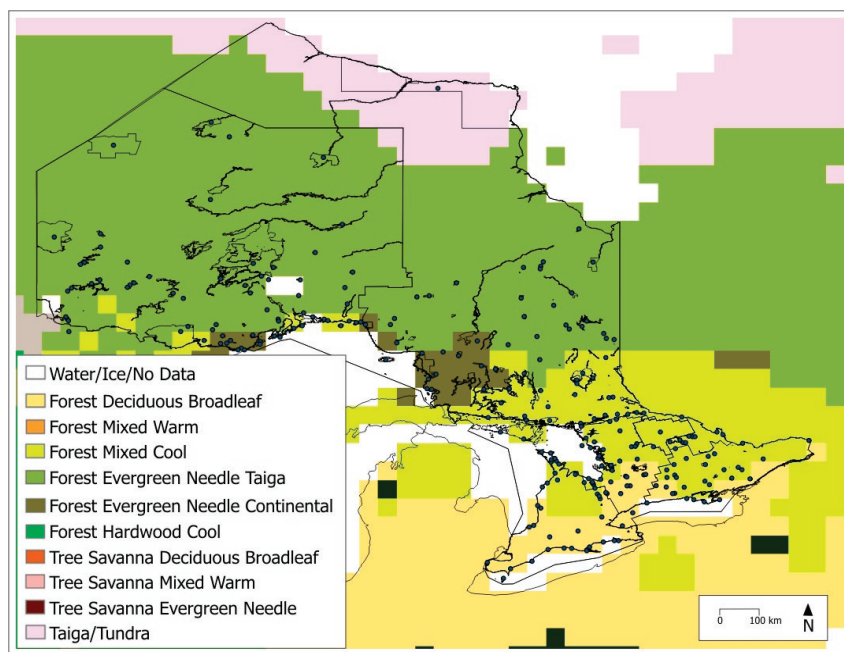 Water/Ice/No Data
Forest Deciduous Broadleaf
Forest Mixed Warm
Forest Mixed Cool
Forest Evergreen Needle Taiga
Forest Evergreen Needle Continental
Forest Hardwood Cool
Tree Savanna Deciduous Broadleaf
Tree Savanna Mixed Warm
Tree Savanna Evergreen Needle
Taiga/Tundra
0 100 km
N